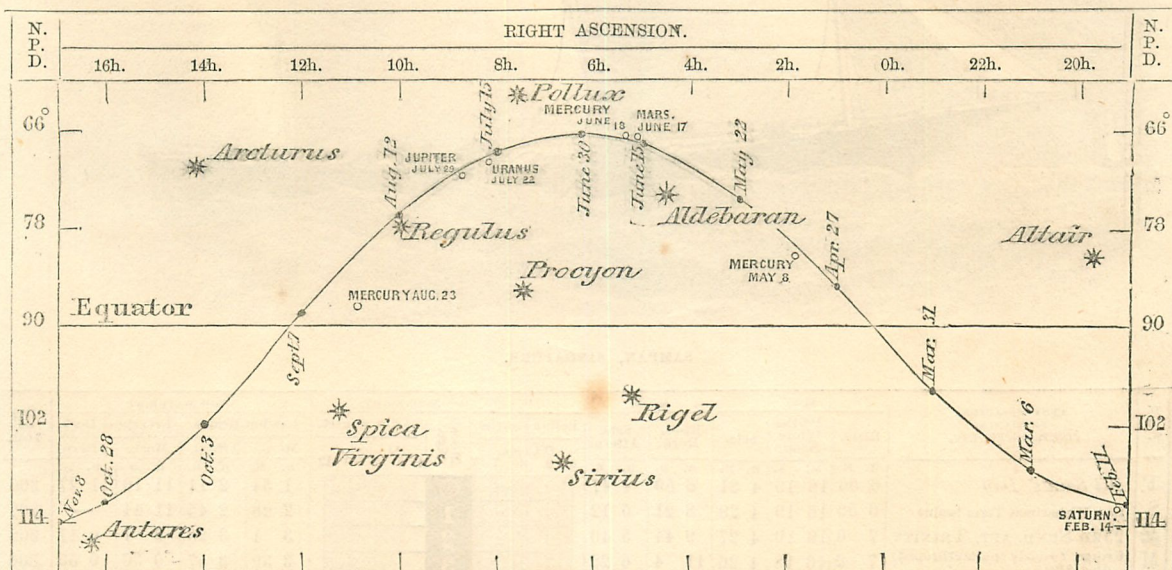 RIGHT ASCENSION.
N.
P.
D.
16h. 14h. 12h. 10h. 8h. 6h. 4h. 2h. 0h. 22h. 20h.
N.
P.
D.
66°
78
90
102
114
66°
78
90
102
114
Pollux
MERCURY
JUNE 18
MARS.
JUNE 17
Arcturus
July 15
JUPITER
JULY 29
URANUS
JULY 22
Aug. 12
June 30
June 15
May 22
Aldebaran
Regulus
Altair
Procyon
MERCURY
MAY 8
Apr. 27
MERCURY AUG. 23
Equator
Sept. 7
Mar. 31
Spica
Virginis
Rigel
Oct. 3
Mar. 6
Sirius
Oct. 28
Nov. 8
Antares
SATURN
FEB. 14